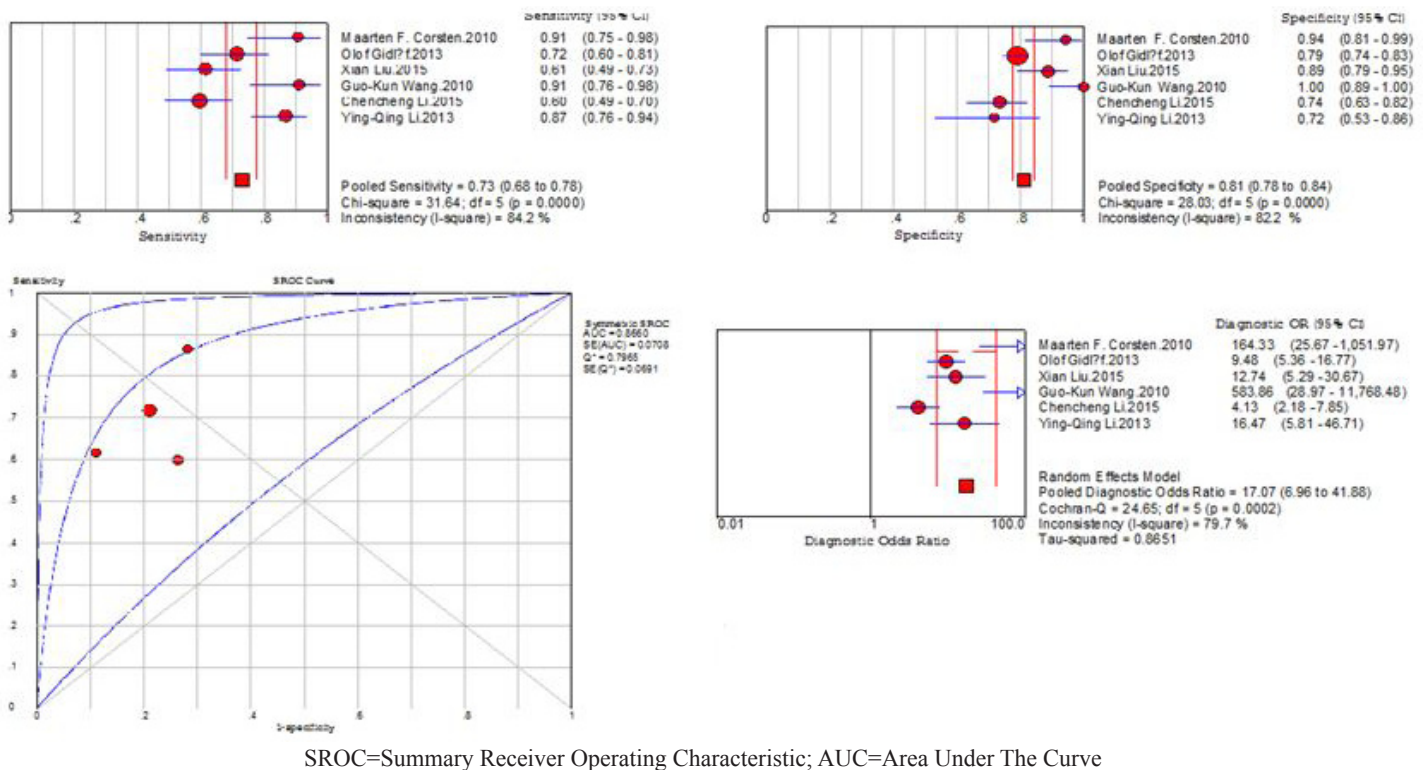 Sensitivity (95% CI)
Maarten F. Corsten.2010 0.91 (0.75 - 0.98)
Olof Gidl?f.2013 0.72 (0.60 - 0.81)
Xian Liu.2015 0.61 (0.49 - 0.73)
Guo-Kun Wang.2010 0.91 (0.76 - 0.98)
Chencheng Li.2015 0.60 (0.49 - 0.70)
Ying-Qing Li.2013 0.87 (0.76 - 0.94)
Pooled Sensitivity = 0.73 (0.68 to 0.78)
Chi-square = 31.64; df = 5 (p = 0.0000)
Inconsistency (I-square) = 84.2 %
0 .2 .4 .6 .8 1
Sensitivity
Specificity (95% CI)
Maarten F. Corsten.2010 0.94 (0.81 - 0.99)
Olof Gidl?f.2013 0.79 (0.74 - 0.83)
Xian Liu.2015 0.89 (0.79 - 0.95)
Guo-Kun Wang.2010 1.00 (0.89 - 1.00)
Chencheng Li.2015 0.74 (0.63 - 0.82)
Ying-Qing Li.2013 0.72 (0.53 - 0.86)
Pooled Specificity = 0.81 (0.78 to 0.84)
Chi-square = 28.03; df = 5 (p = 0.0000)
Inconsistency (I-square) = 82.2 %
0 .2 .4 .6 .8 1
Specificity
Sensitivity
SROC Curve
1
.9
.8
.7
.6
.5
.4
.3
.2
.1
0
0 .2 .4 .6 .8 1
1-specificity
Symmetric SROC
AUC = 0.8660
SE(AUC) = 0.0708
Q* = 0.7965
SE(Q*) = 0.0691
Diagnostic OR (95% CI)
Maarten F. Corsten.2010 164.33 (25.67 - 1,051.97)
Olof Gidl?f.2013 9.48 (5.36 - 16.77)
Xian Liu.2015 12.74 (5.29 - 30.67)
Guo-Kun Wang.2010 583.86 (28.97 - 11,768.48)
Chencheng Li.2015 4.13 (2.18 - 7.85)
Ying-Qing Li.2013 16.47 (5.81 - 46.71)
Random Effects Model
Pooled Diagnostic Odds Ratio = 17.07 (6.96 to 41.88)
Cochran-Q = 24.65; df = 5 (p = 0.0002)
Inconsistency (I-square) = 79.7 %
Tau-squared = 0.8651
0.01 1 100.0
Diagnostic Odds Ratio
SROC=Summary Receiver Operating Characteristic; AUC=Area Under The Curve